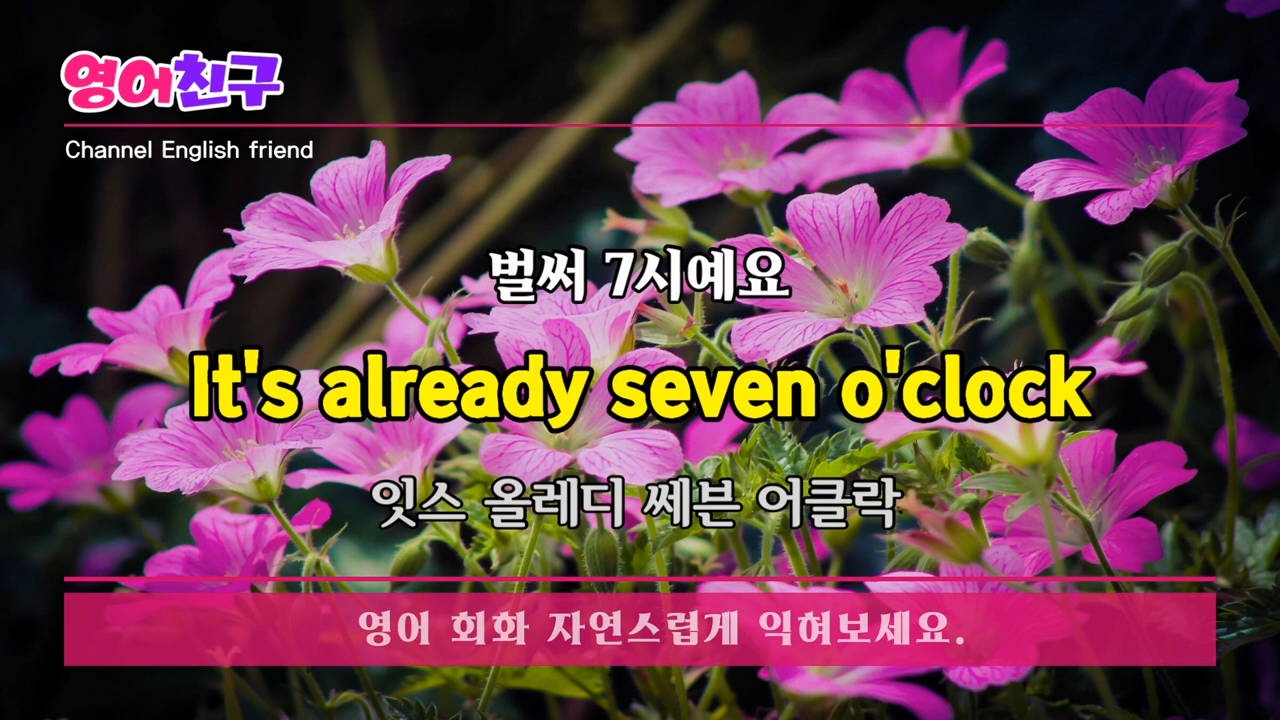 영어친구
Channel English friend
벌써 7시예요
It's already seven o'clock
잇스 올레디 쎄븐 어클락
영어 회화 자연스럽게 익혀보세요.